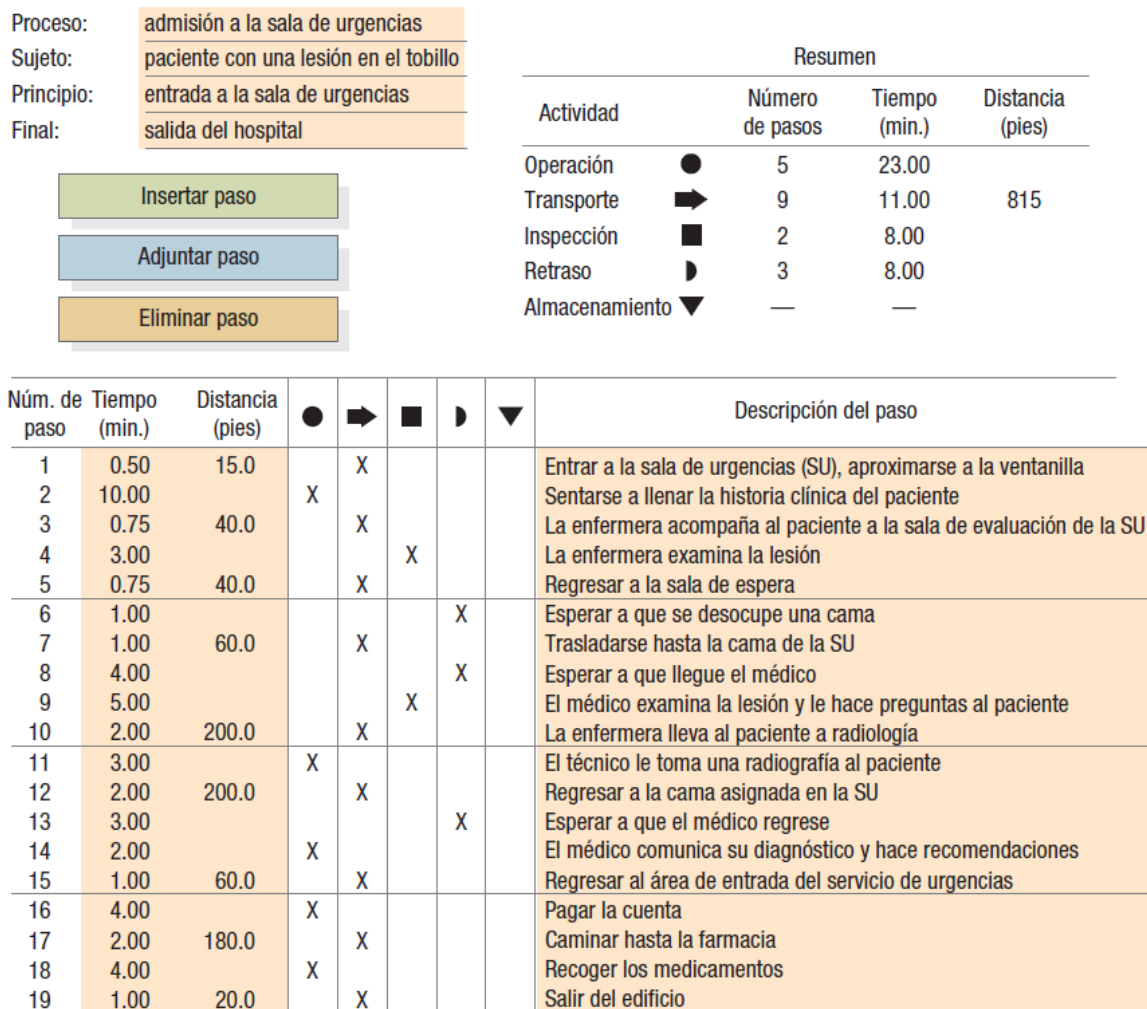 Proceso: admisión a la sala de urgencias
Sujeto: paciente con una lesión en el tobillo
Principio: entrada a la sala de urgencias
Final: salida del hospital
Insertar paso
Adjuntar paso
Eliminar paso
Resumen
Actividad Número de pasos Tiempo (min.) Distancia (pies)
Operación 5 23.00
Transporte 9 11.00 815
Inspección 2 8.00
Retraso 3 8.00
Almacenamiento — —
Núm. de paso Tiempo (min.) Distancia (pies) Descripción del paso
1 0.50 15.0 X Entrar a la sala de urgencias (SU), aproximarse a la ventanilla
2 10.00 X Sentarse a llenar la historia clínica del paciente
3 0.75 40.0 X La enfermera acompaña al paciente a la sala de evaluación de la SU
4 3.00 X La enfermera examina la lesión
5 0.75 40.0 X Regresar a la sala de espera
6 1.00 X Esperar a que se desocupe una cama
7 1.00 60.0 X Trasladarse hasta la cama de la SU
8 4.00 X Esperar a que llegue el médico
9 5.00 X El médico examina la lesión y le hace preguntas al paciente
10 2.00 200.0 X La enfermera lleva al paciente a radiología
11 3.00 X El técnico le toma una radiografía al paciente
12 2.00 200.0 X Regresar a la cama asignada en la SU
13 3.00 X Esperar a que el médico regrese
14 2.00 X El médico comunica su diagnóstico y hace recomendaciones
15 1.00 60.0 X Regresar al área de entrada del servicio de urgencias
16 4.00 X Pagar la cuenta
17 2.00 180.0 X Caminar hasta la farmacia
18 4.00 X Recoger los medicamentos
19 1.00 20.0 X Salir del edificio